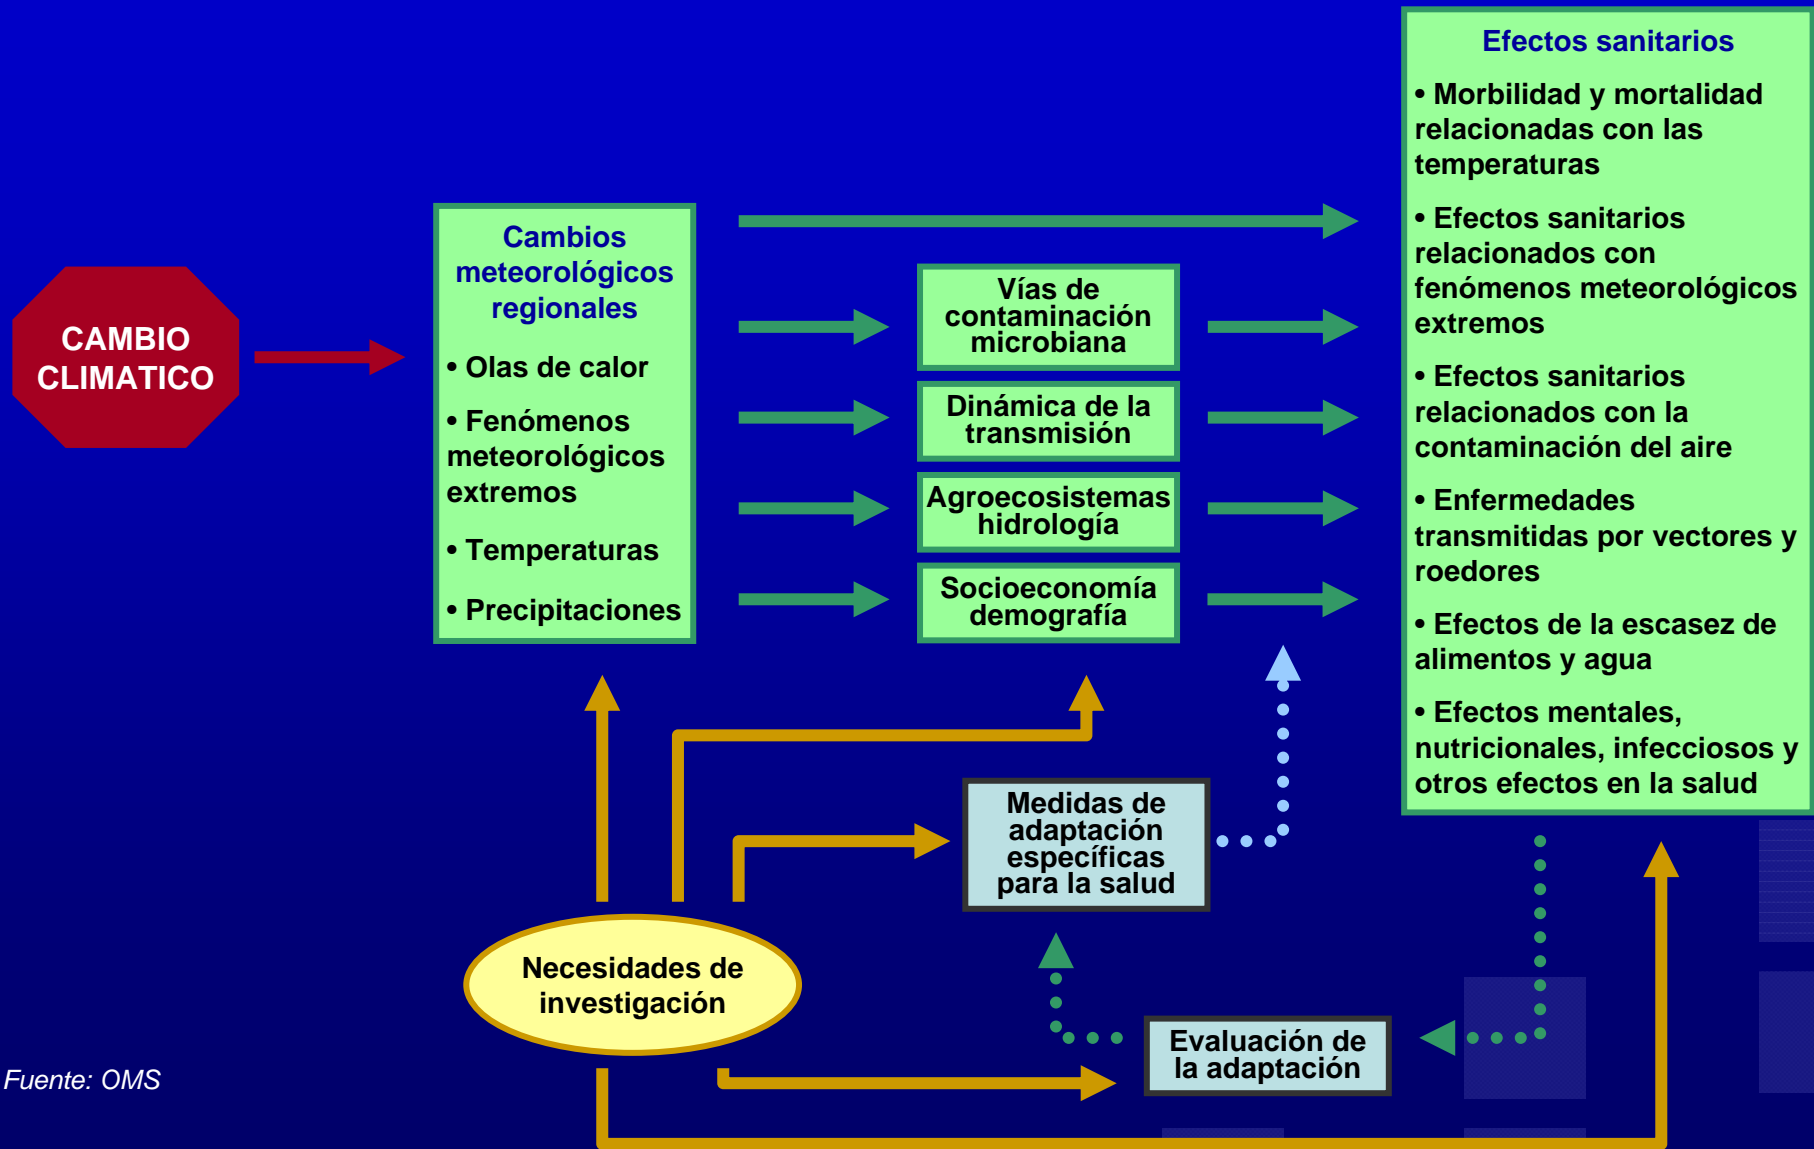 CAMBIO
CLIMATICO
Cambios
meteorológicos
regionales
• Olas de calor
• Fenómenos
meteorológicos
extremos
• Temperaturas
• Precipitaciones
Vías de
contaminación
microbiana
Dinámica de la
transmisión
Agroecosistemas
hidrología
Socioeconomía
demografía
Efectos sanitarios
• Morbilidad y mortalidad
relacionadas con las
temperaturas
• Efectos sanitarios
relacionados con
fenómenos meteorológicos
extremos
• Efectos sanitarios
relacionados con la
contaminación del aire
• Enfermedades
transmitidas por vectores y
roedores
• Efectos de la escasez de
alimentos y agua
• Efectos mentales,
nutricionales, infecciosos y
otros efectos en la salud
Medidas de
adaptación
específicas
para la salud
Necesidades de
investigación
Evaluación de
la adaptación
Fuente: OMS